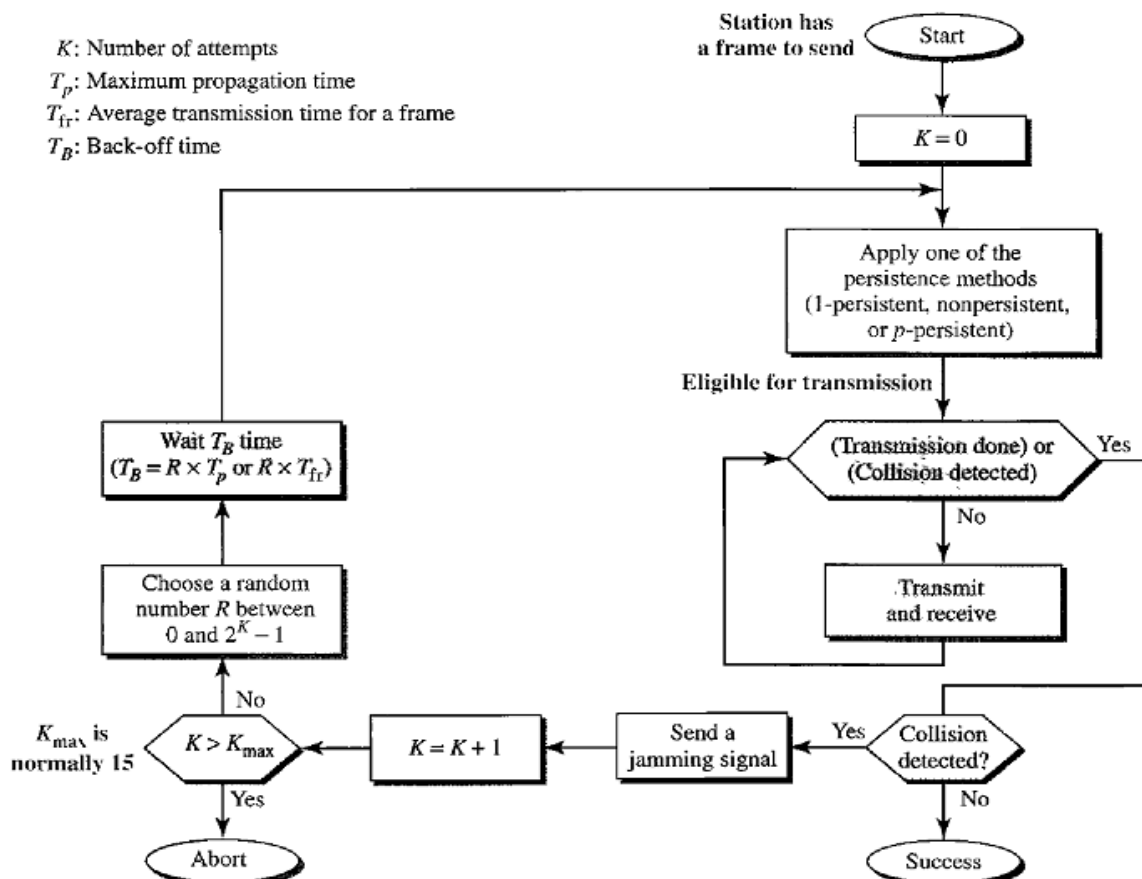 Station has
a frame to send
Start
K: Number of attempts
Tp: Maximum propagation time
Tfr: Average transmission time for a frame
TB: Back-off time
K = 0
Apply one of the
persistence methods
(1-persistent, nonpersistent,
or p-persistent)
Eligible for transmission
(Transmission done) or
(Collision detected)
Yes
No
Transmit
and receive
Wait TB time
(TB = R × Tp or R × Tfr)
Choose a random
number R between
0 and 2^K − 1
No
Kmax is
normally 15
K > Kmax
Yes
Abort
K = K + 1
Send a
jamming signal
Yes
Collision
detected?
No
Success